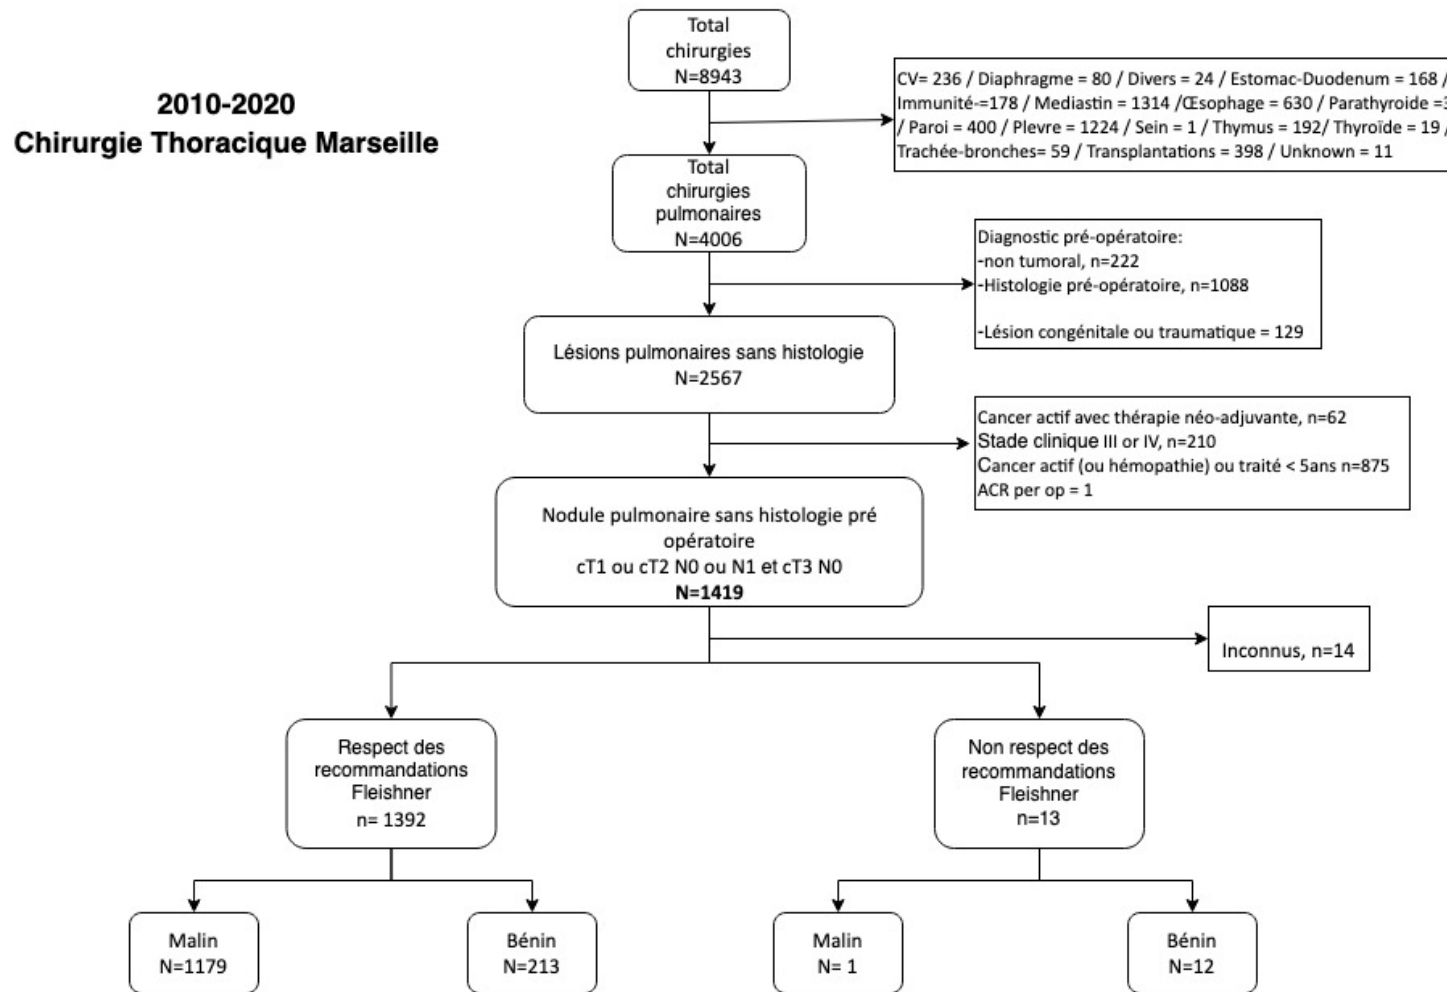 Total
chirurgies
N=8943
2010-2020
Chirurgie Thoracique Marseille
CV= 236 / Diaphragme = 80 / Divers = 24 / Estomac-Duodenum = 168 /
Immunité-=178 / Mediastin = 1314 /Œsophage = 630 / Parathyroide =3
/ Paroi = 400 / Plevre = 1224 / Sein = 1 / Thymus = 192/ Thyroïde = 19 /
Trachée-bronches= 59 / Transplantations = 398 / Unknown = 11
Total
chirurgies
pulmonaires
N=4006
Diagnostic pré-opératoire:
-non tumoral, n=222
-Histologie pré-opératoire, n=1088
-Lésion congénitale ou traumatique = 129
Lésions pulmonaires sans histologie
N=2567
Cancer actif avec thérapie néo-adjuvante, n=62
Stade clinique III or IV, n=210
Cancer actif (ou hémopathie) ou traité < 5ans n=875
ACR per op = 1
Nodule pulmonaire sans histologie pré
opératoire
cT1 ou cT2 N0 ou N1 et cT3 N0
N=1419
Inconnus, n=14
Respect des
recommandations
Fleishner
n= 1392
Non respect des
recommandations
Fleishner
n=13
Malin
N=1179
Bénin
N=213
Malin
N= 1
Bénin
N=12